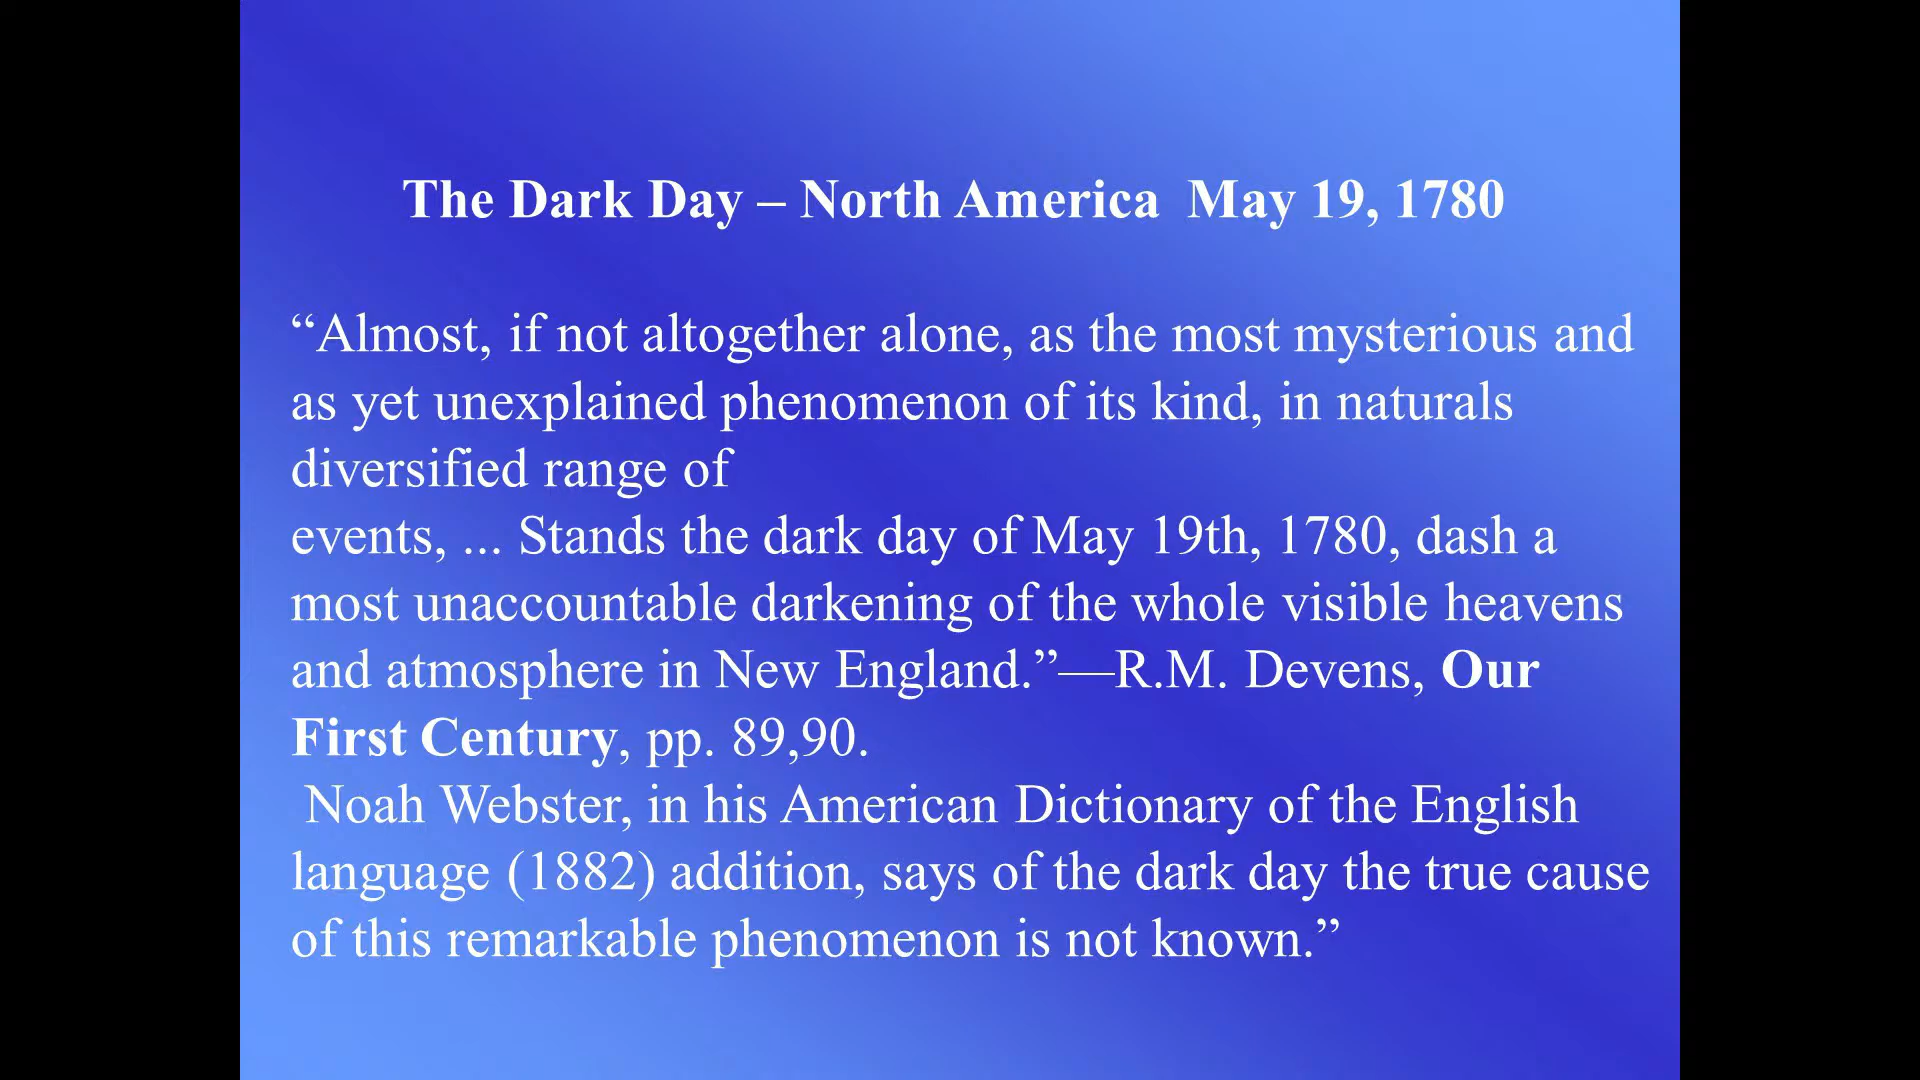 The Dark Day – North America  May 19, 1780
“Almost, if not altogether alone, as the most mysterious and
as yet unexplained phenomenon of its kind, in naturals
diversified range of
events, ... Stands the dark day of May 19th, 1780, dash a
most unaccountable darkening of the whole visible heavens
and atmosphere in New England.”—R.M. Devens, Our
First Century, pp. 89,90.
Noah Webster, in his American Dictionary of the English
language (1882) addition, says of the dark day the true cause
of this remarkable phenomenon is not known.”